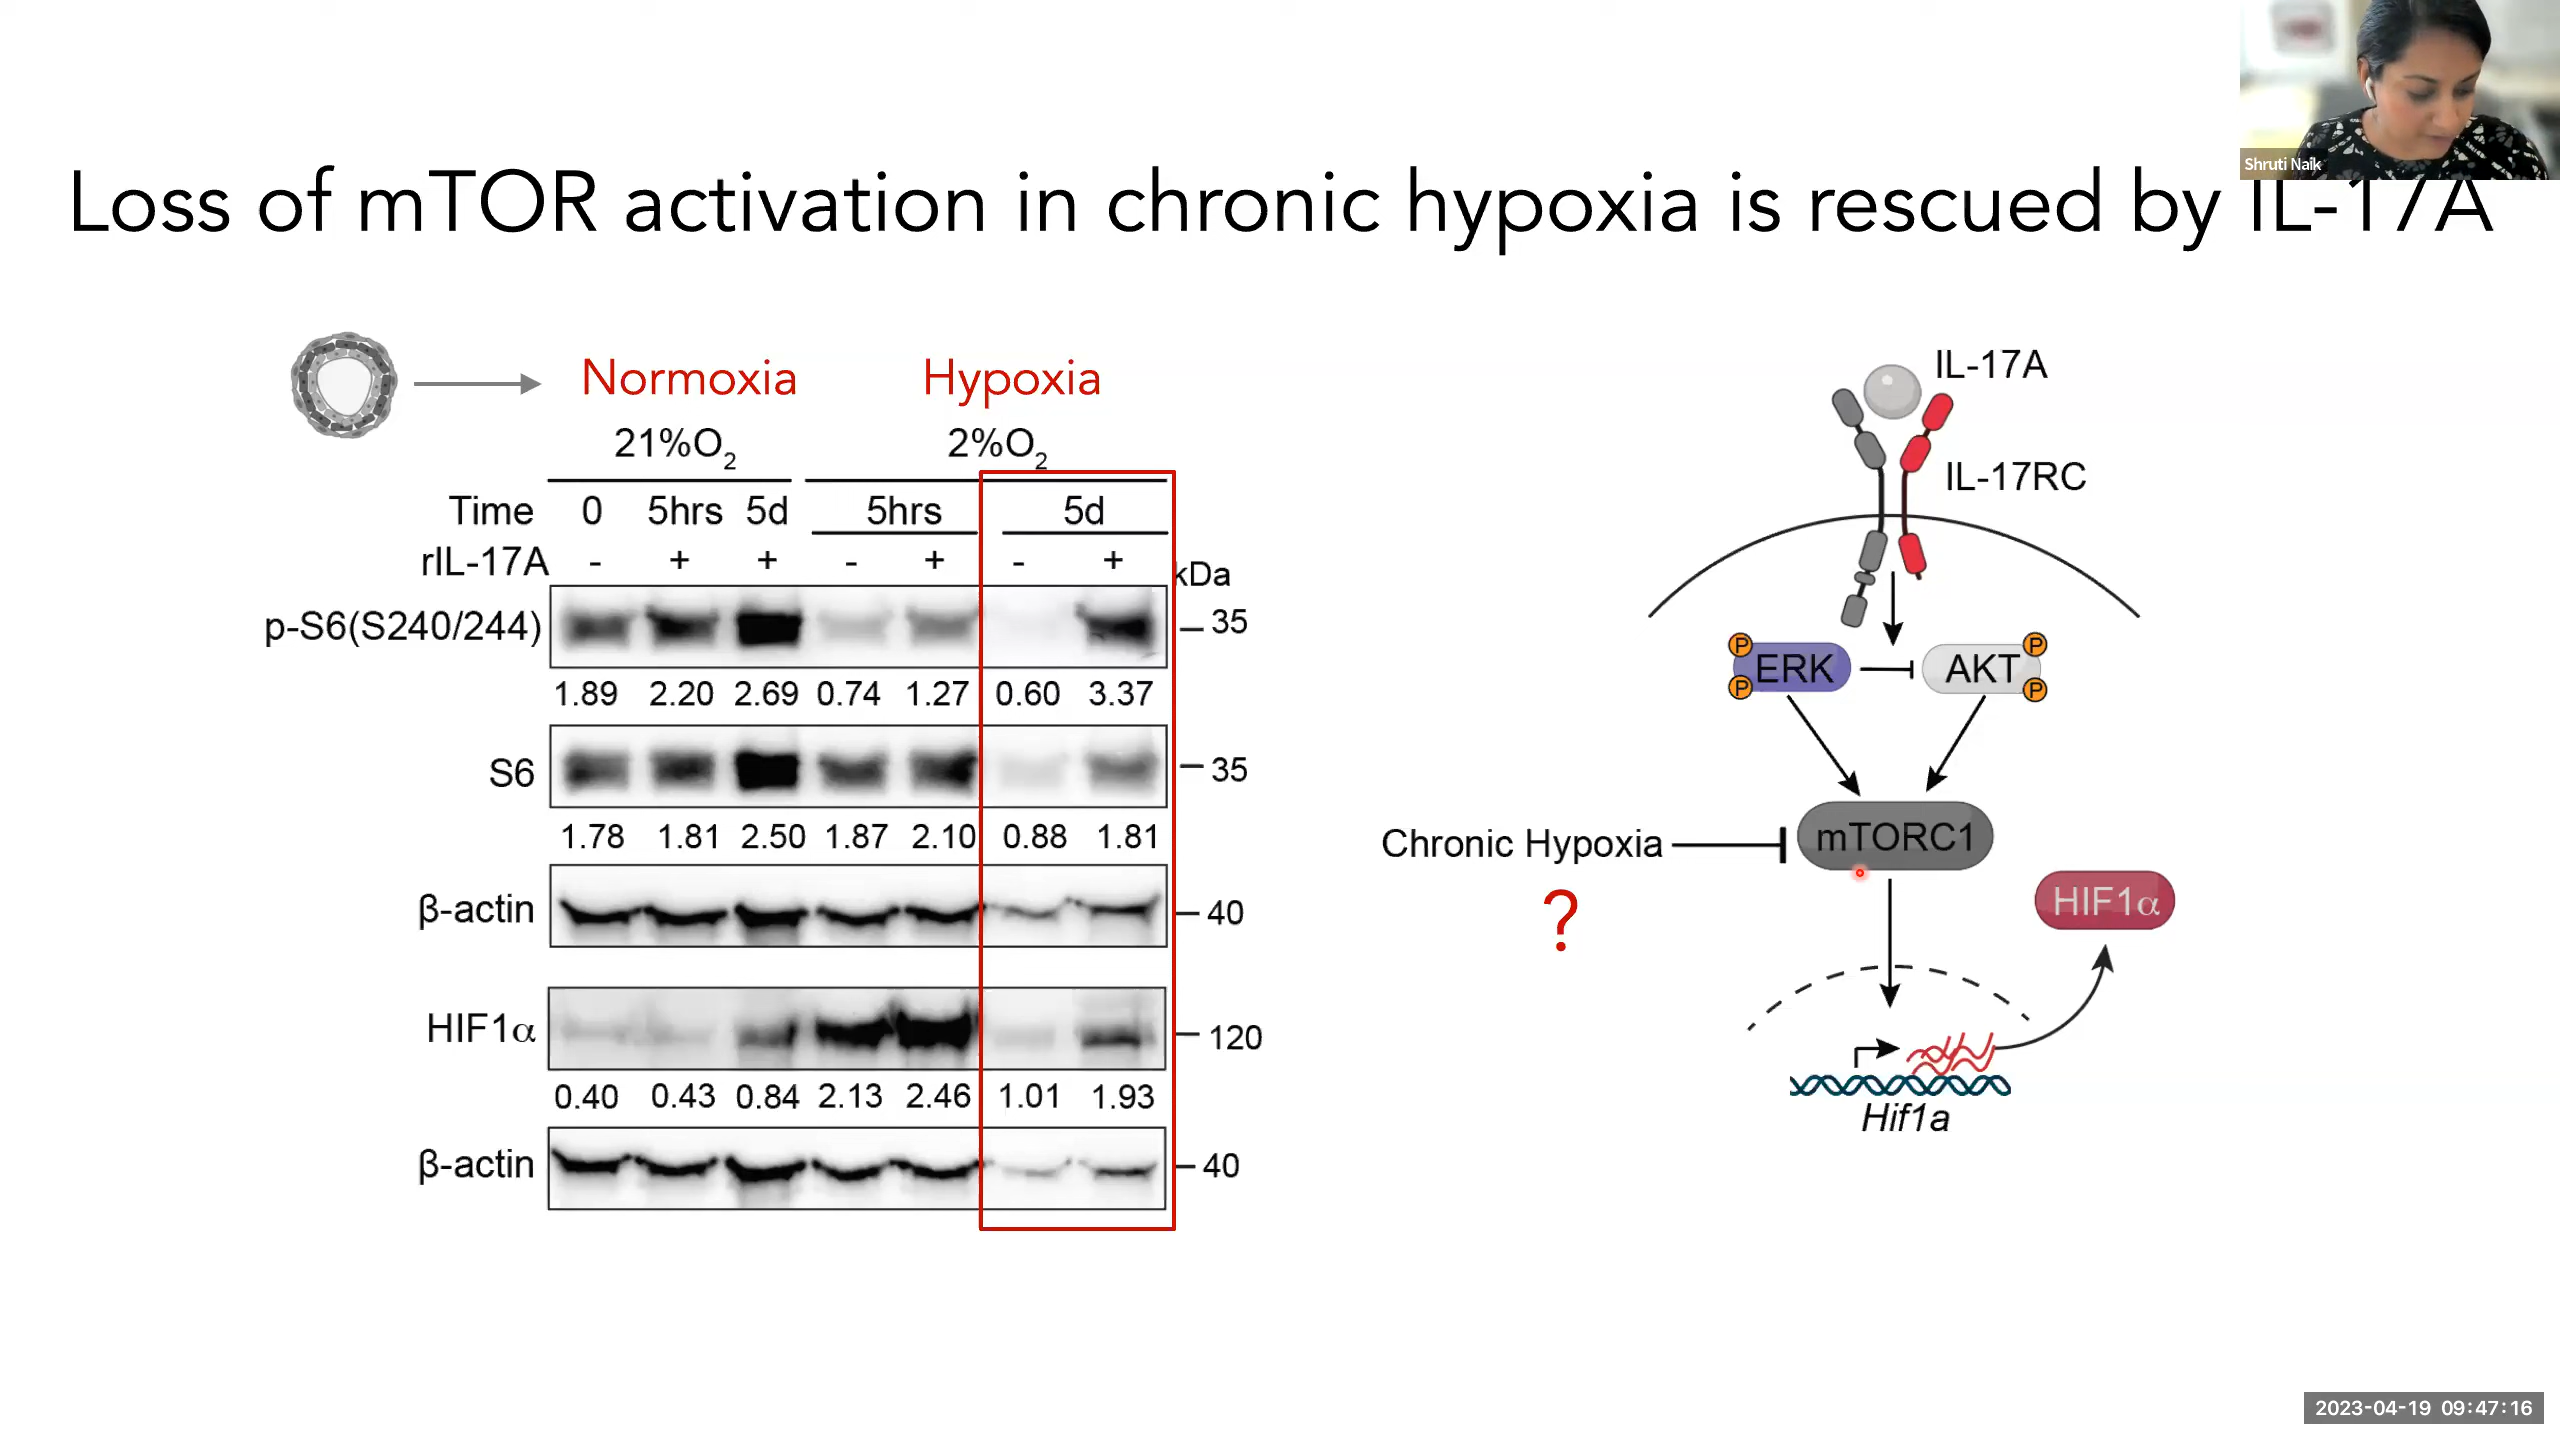 Shruti Naik
Loss of mTOR activation in chronic hypoxia is rescued by IL-17A
Normoxia Hypoxia
21%O2 2%O2
Time 0 5hrs 5d 5hrs 5d
rIL-17A - + + - + - +
kDa
p-S6(S240/244) 35
1.89 2.20 2.69 0.74 1.27 0.60 3.37
S6 35
1.78 1.81 2.50 1.87 2.10 0.88 1.81
β-actin 40
HIF1α 120
0.40 0.43 0.84 2.13 2.46 1.01 1.93
β-actin 40
IL-17A
IL-17RC
P ERK P
P AKT P
Chronic Hypoxia
?
mTORC1
HIF1α
Hif1a
2023-04-19 09:47:16